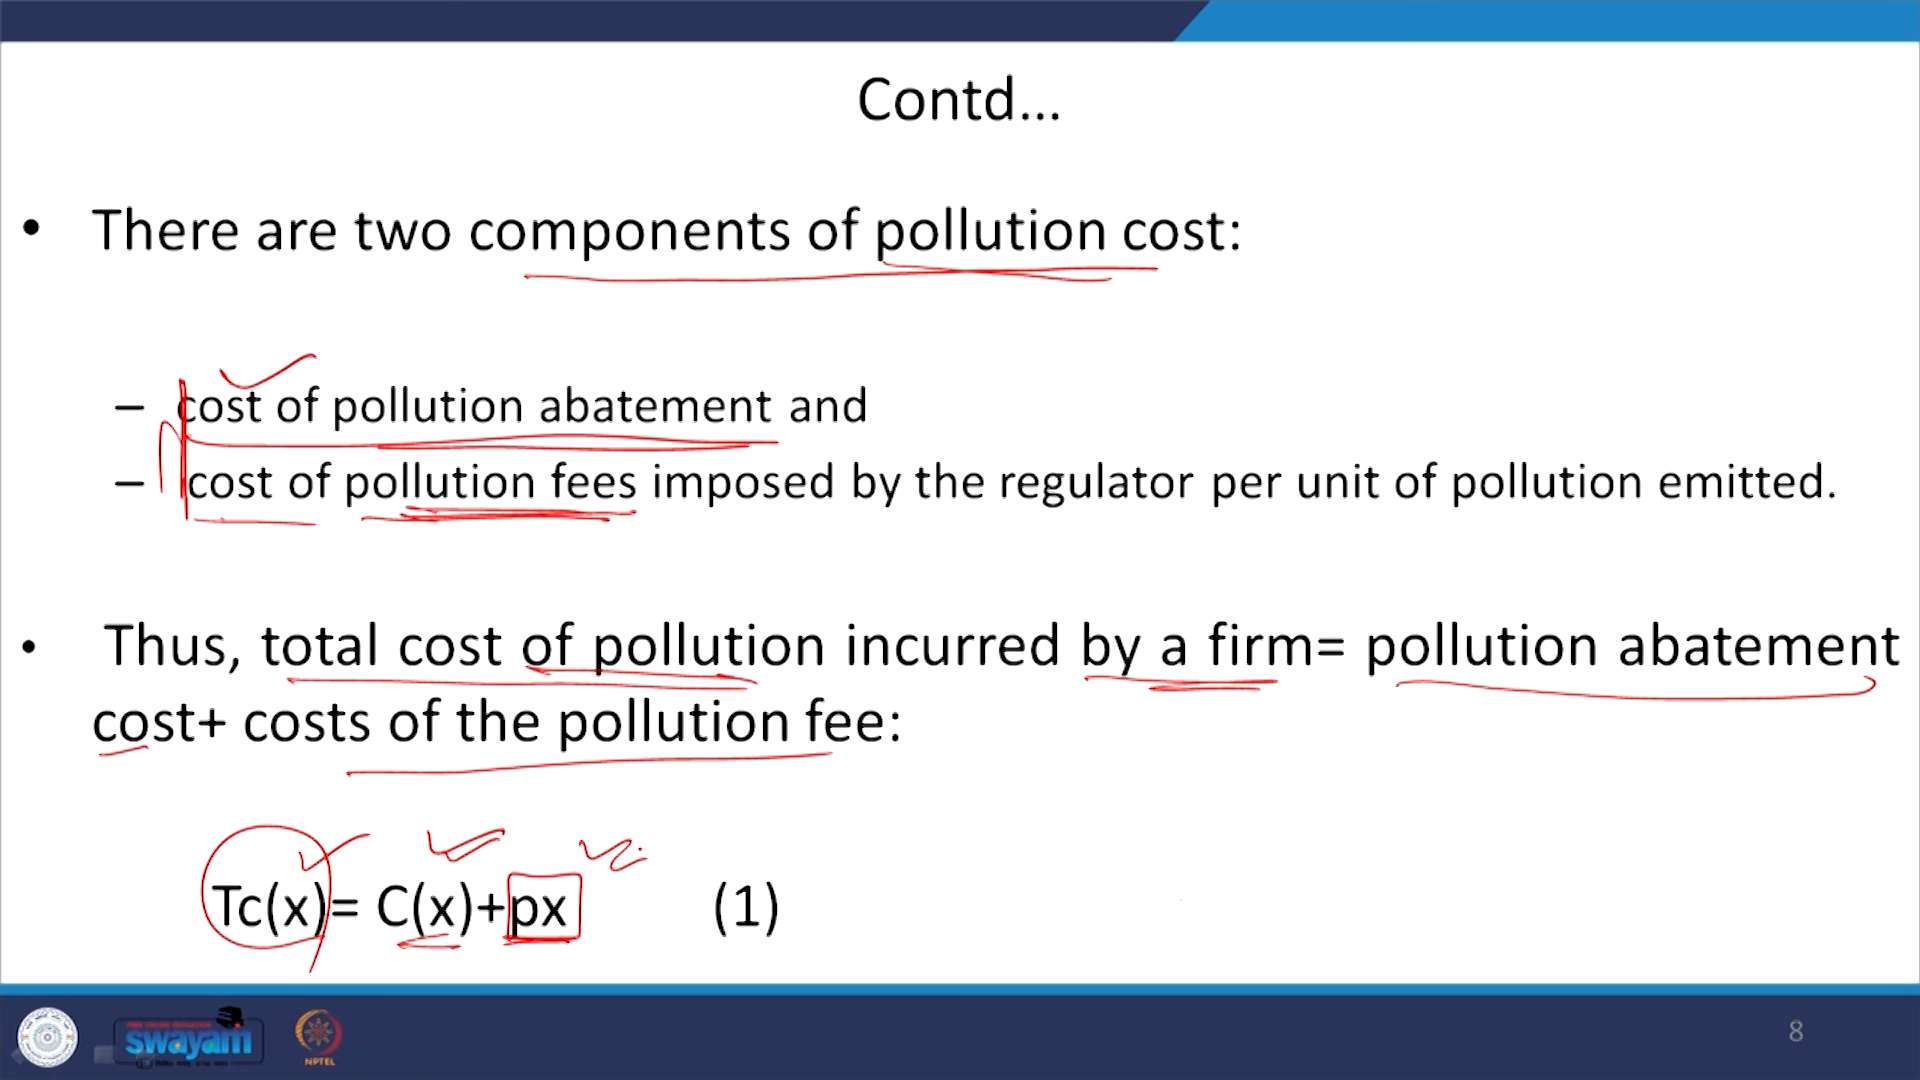 Contd...
• There are two components of pollution cost:
– cost of pollution abatement and
– cost of pollution fees imposed by the regulator per unit of pollution emitted.
• Thus, total cost of pollution incurred by a firm= pollution abatement
cost+ costs of the pollution fee:
Tc(x)= C(x)+px (1)
swayam
NPTEL
8